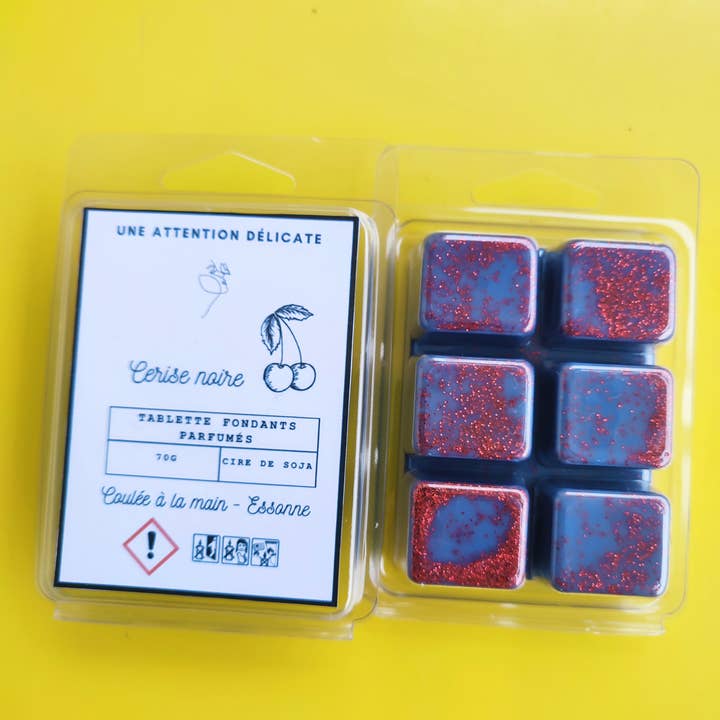 UNE ATTENTION DÉLICATE
Cerise noire
TABLETTE FONDANTS
PARFUMÉS
70G
CIRE DE SOJA
Coulée à la main - Essonne